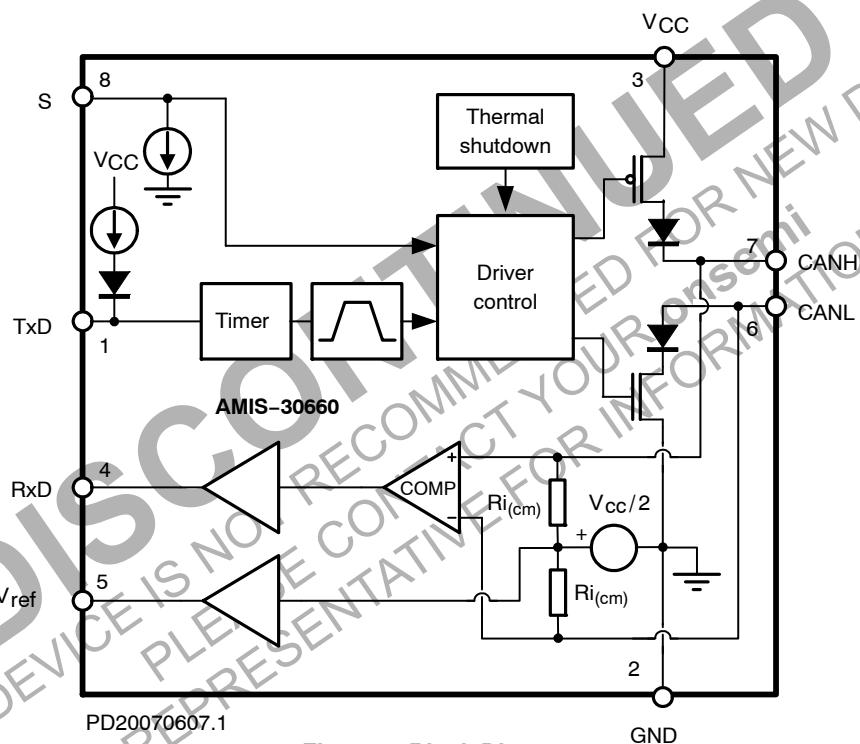 VCC
3
8
S
VCC
Thermal
shutdown
7
CANH
Driver
control
CANL
6
Timer
TxD
1
AMIS-30660
4
RxD
COMP
+
-
Ri(cm)
VCC/2
+
5
Vref
Ri(cm)
2
PD20070607.1
GND
DISCONTINUED
DEVICE IS NOT RECOMMENDED FOR NEW
PLEASE CONTACT YOUR onsemi
REPRESENTATIVE FOR INFORMATION